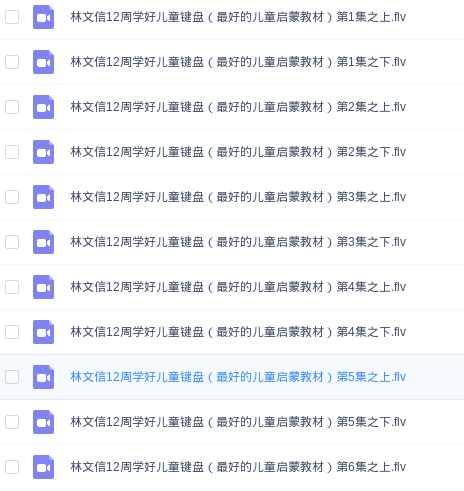 林文信12周学好儿童键盘（最好的儿童启蒙教材）第1集之上.flv
林文信12周学好儿童键盘（最好的儿童启蒙教材）第1集之下.flv
林文信12周学好儿童键盘（最好的儿童启蒙教材）第2集之上.flv
林文信12周学好儿童键盘（最好的儿童启蒙教材）第2集之下.flv
林文信12周学好儿童键盘（最好的儿童启蒙教材）第3集之上.flv
林文信12周学好儿童键盘（最好的儿童启蒙教材）第3集之下.flv
林文信12周学好儿童键盘（最好的儿童启蒙教材）第4集之上.flv
林文信12周学好儿童键盘（最好的儿童启蒙教材）第4集之下.flv
林文信12周学好儿童键盘（最好的儿童启蒙教材）第5集之上.flv
林文信12周学好儿童键盘（最好的儿童启蒙教材）第5集之下.flv
林文信12周学好儿童键盘（最好的儿童启蒙教材）第6集之上.flv